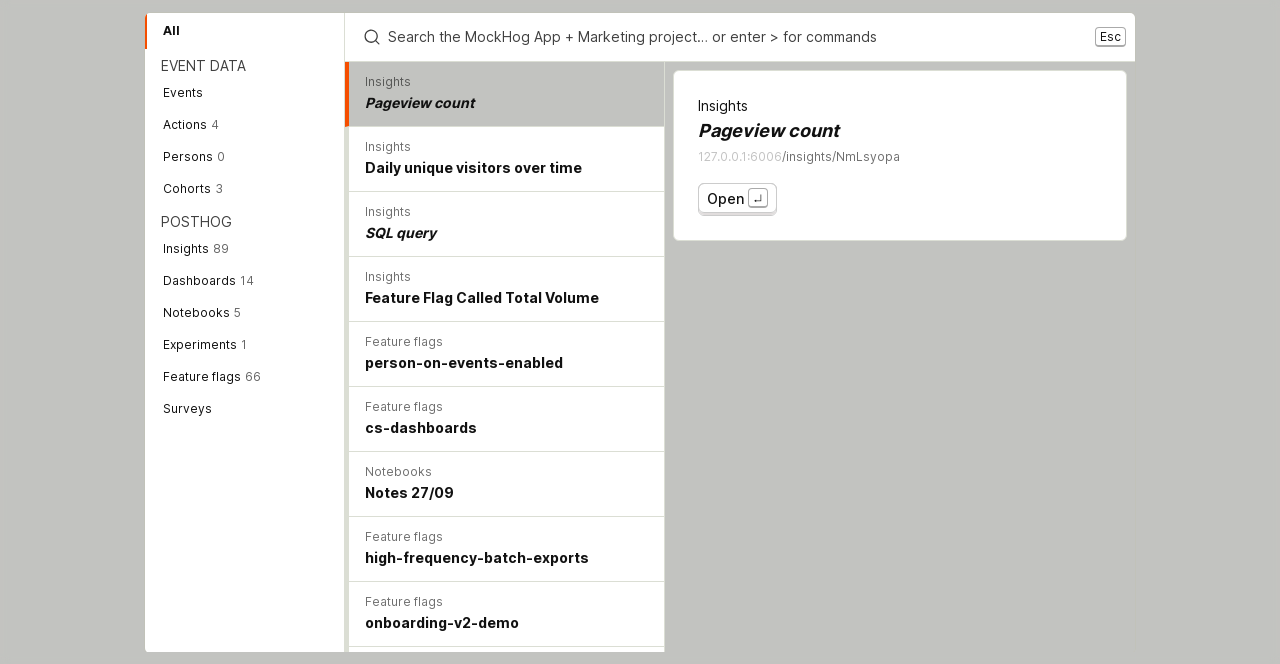 All
EVENT DATA
Events
Actions 4
Persons 0
Cohorts 3
POSTHOG
Insights 89
Dashboards 14
Notebooks 5
Experiments 1
Feature flags 66
Surveys
Search the MockHog App + Marketing project… or enter > for commands
Esc
Insights
Pageview count
Insights
Daily unique visitors over time
Insights
SQL query
Insights
Feature Flag Called Total Volume
Feature flags
person-on-events-enabled
Feature flags
cs-dashboards
Notebooks
Notes 27/09
Feature flags
high-frequency-batch-exports
Feature flags
onboarding-v2-demo
Insights
Pageview count
127.0.0.1:6006/insights/NmLsyopa
Open ↵